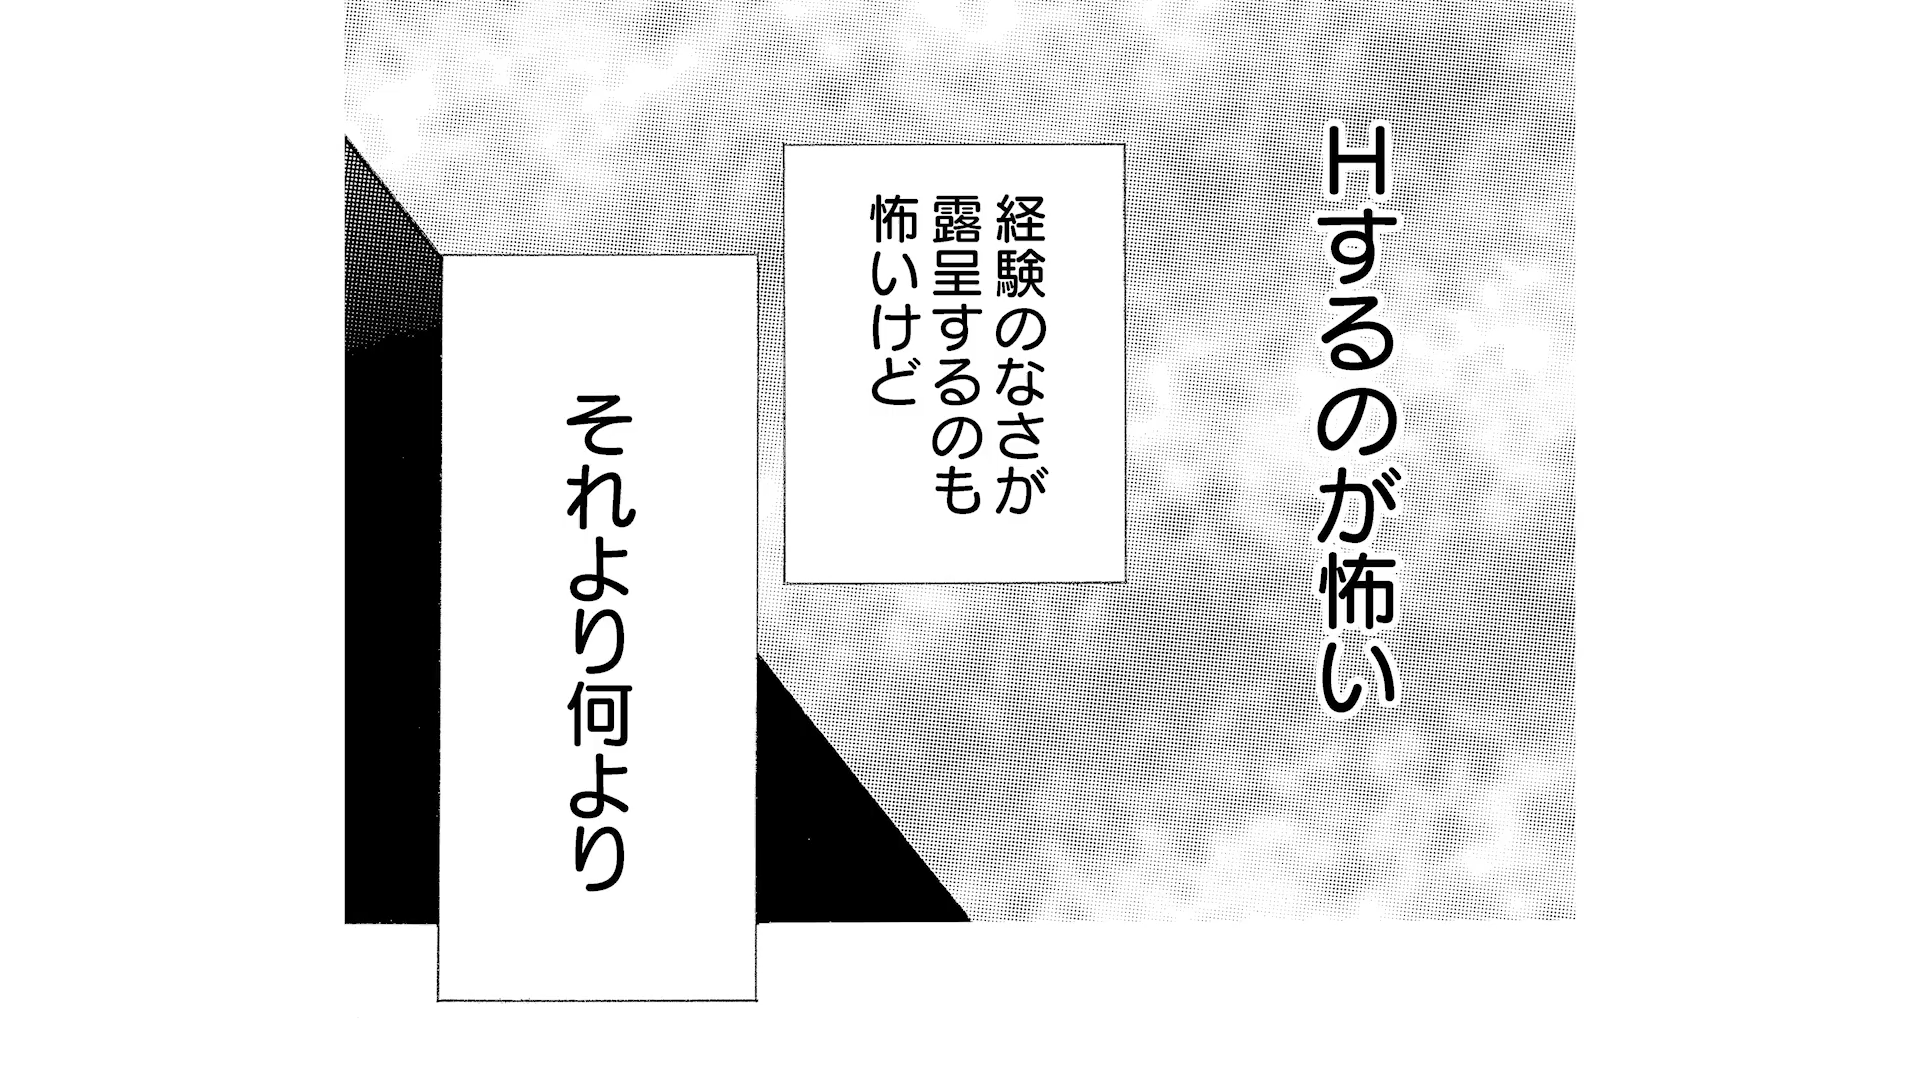 Hするのが怖い
経験のなさが
露呈するのも
怖いけど
それより何より